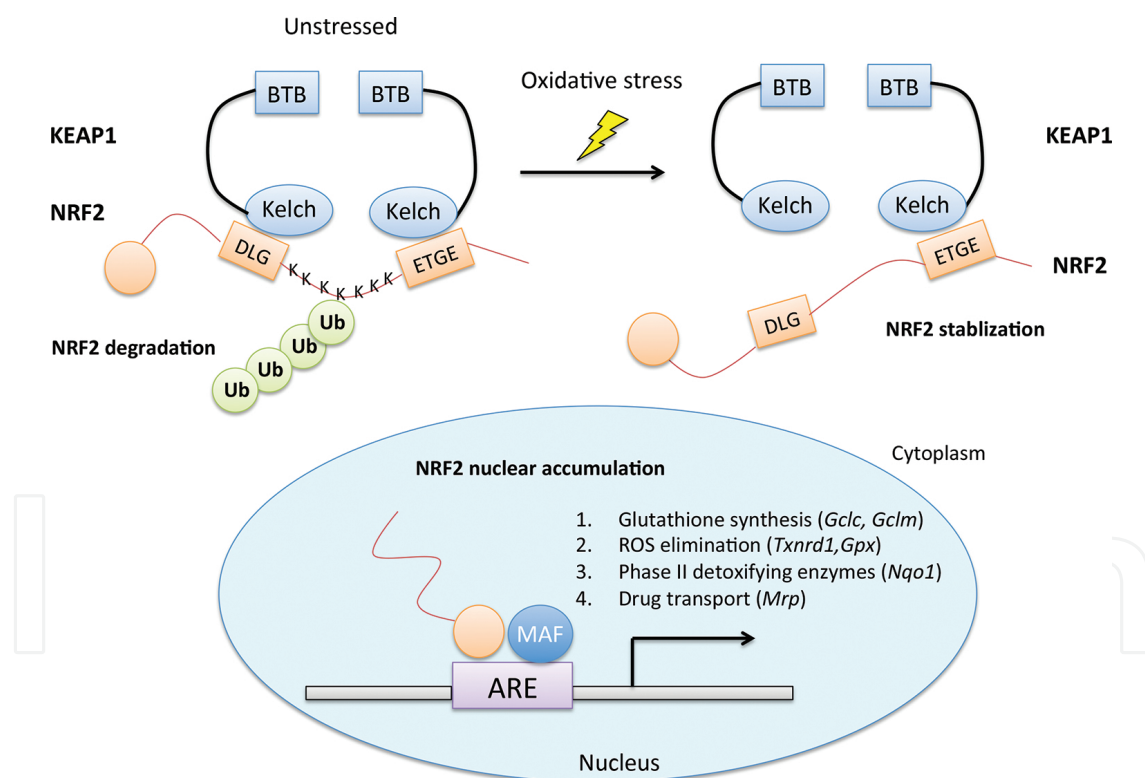 Unstressed
Oxidative stress
BTB
BTB
BTB
BTB
KEAP1
KEAP1
NRF2
Kelch
Kelch
Kelch
Kelch
DLG
K K K K K K K
ETGE
ETGE
NRF2
DLG
NRF2 stablization
NRF2 degradation
Ub
Ub
Ub
Ub
Cytoplasm
NRF2 nuclear accumulation
1. Glutathione synthesis (Gclc, Gclm)
2. ROS elimination (Txnrd1,Gpx)
3. Phase II detoxifying enzymes (Nqo1)
4. Drug transport (Mrp)
MAF
ARE
Nucleus